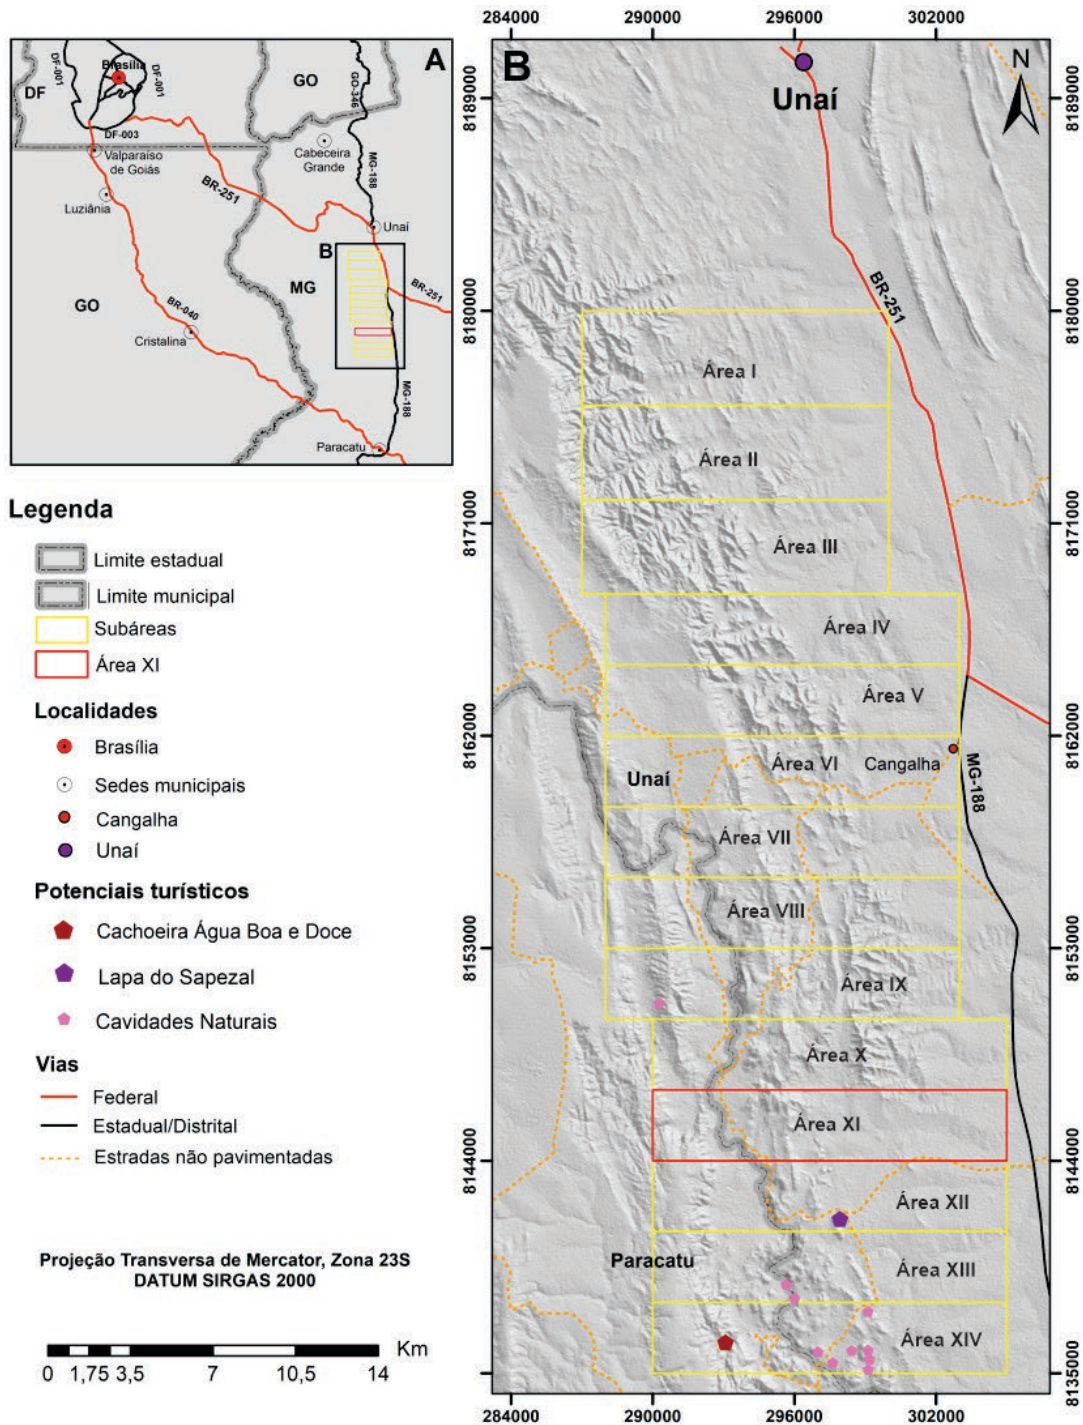 284000
290000
296000
302000
A
DF-001
Brasília
DF-001
DF
GO
GO-346
DF-003
Valparaíso
de Goiás
Cabeceira
Grande
MG-188
Luziânia
BR-251
Unaí
B
MG
BR-251
GO
BR-040
Cristalina
MG-188
Paracatu
B
N
Unaí
8189000
8189000
BR-251
8180000
8180000
Área I
Área II
8171000
8171000
Área III
Área IV
Área V
8162000
8162000
Unaí
Área VI
Cangalha
MG-188
Área VII
Área VIII
8153000
8153000
Área IX
Área X
Área XI
8144000
8144000
Área XII
Paracatu
Área XIII
Área XIV
8135000
8135000
284000
290000
296000
302000
Legenda
Limite estadual
Limite municipal
Subáreas
Área XI
Localidades
Brasília
Sedes municipais
Cangalha
Unaí
Potenciais turísticos
Cachoeira Água Boa e Doce
Lapa do Sapezal
Cavidades Naturais
Vias
Federal
Estadual/Distrital
Estradas não pavimentadas
Projeção Transversa de Mercator, Zona 23S
DATUM SIRGAS 2000
Km
0 1,75 3,5 7 10,5 14